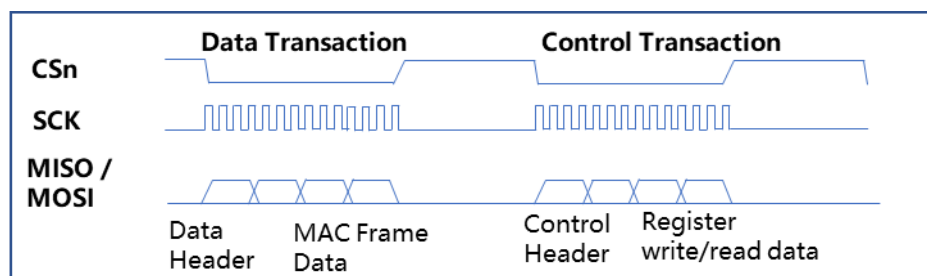 Data Transaction
Control Transaction
CSn
SCK
MISO /
MOSI
Data
Header
MAC Frame
Data
Control
Header
Register
write/read data